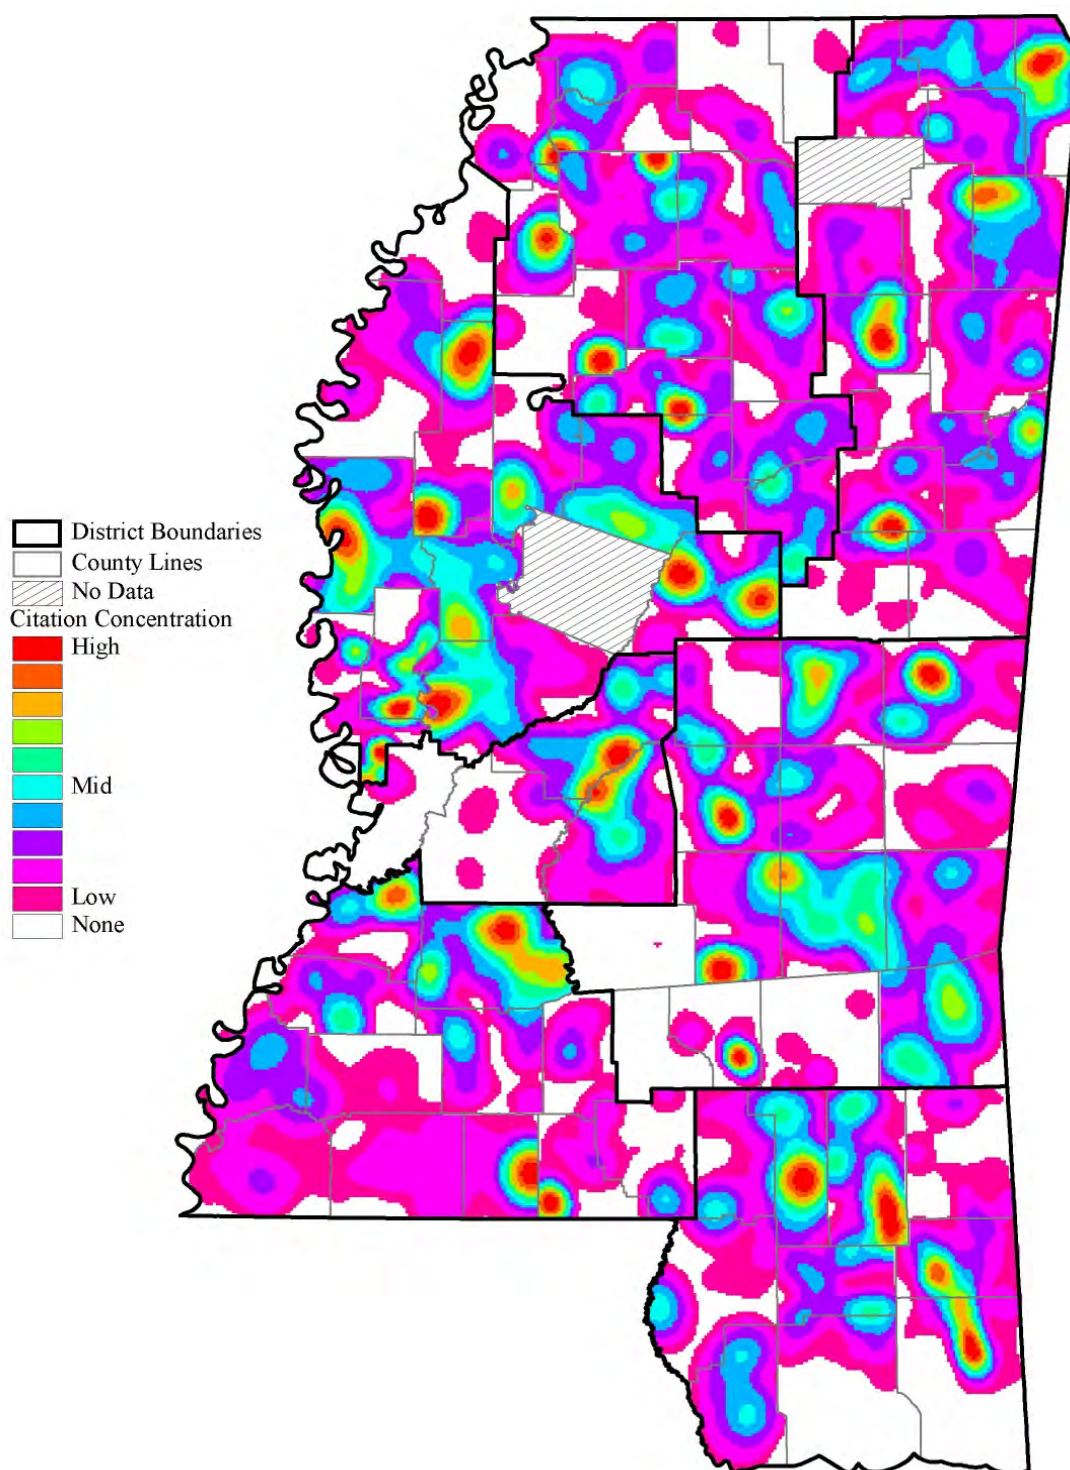 District Boundaries
County Lines
No Data
Citation Concentration
High
Mid
Low
None